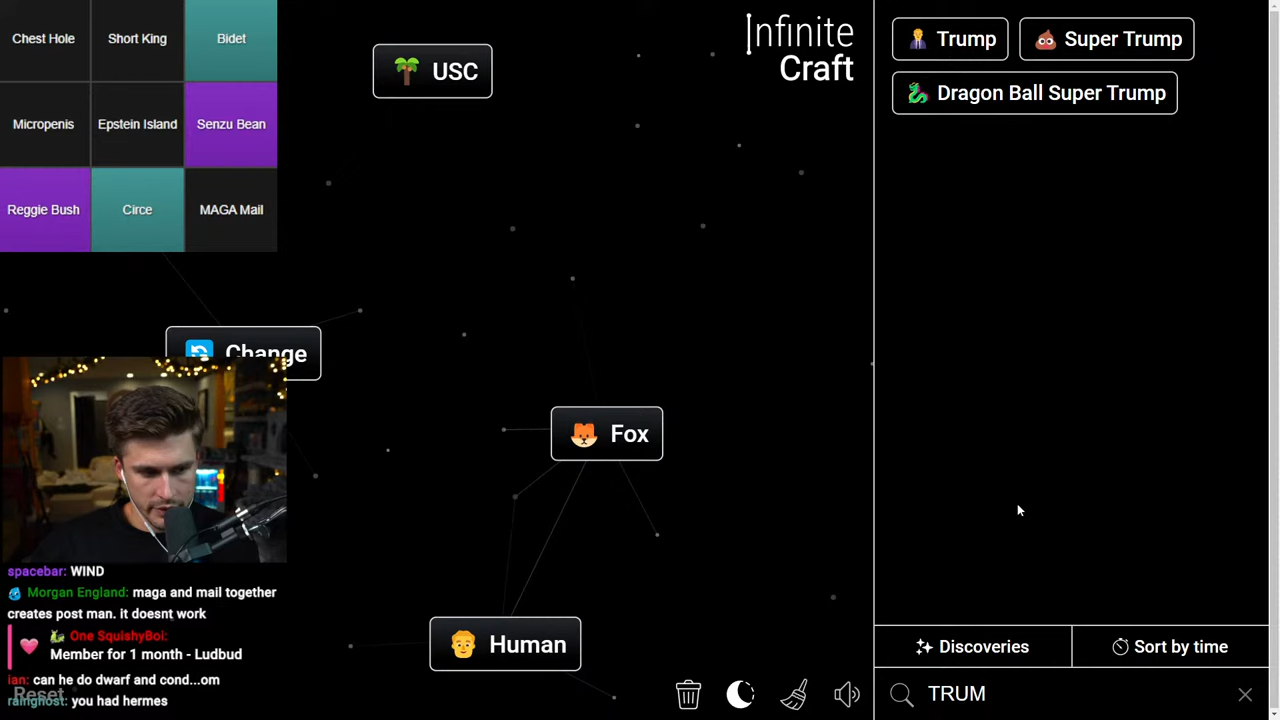 Chest Hole
Short King
Bidet
Micropenis
Epstein Island
Senzu Bean
Reggie Bush
Circe
MAGA Mail
USC
Infinite
Craft
Change
Fox
Human
Trump
Super Trump
Dragon Ball Super Trump
spacebar: WIND
Morgan England: maga and mail together
creates post man. it doesnt work
One SquishyBoi:
Member for 1 month - Ludbud
ian: can he do dwarf and cond...om
ramghost: you had hermes
Reset
Discoveries
Sort by time
TRUM